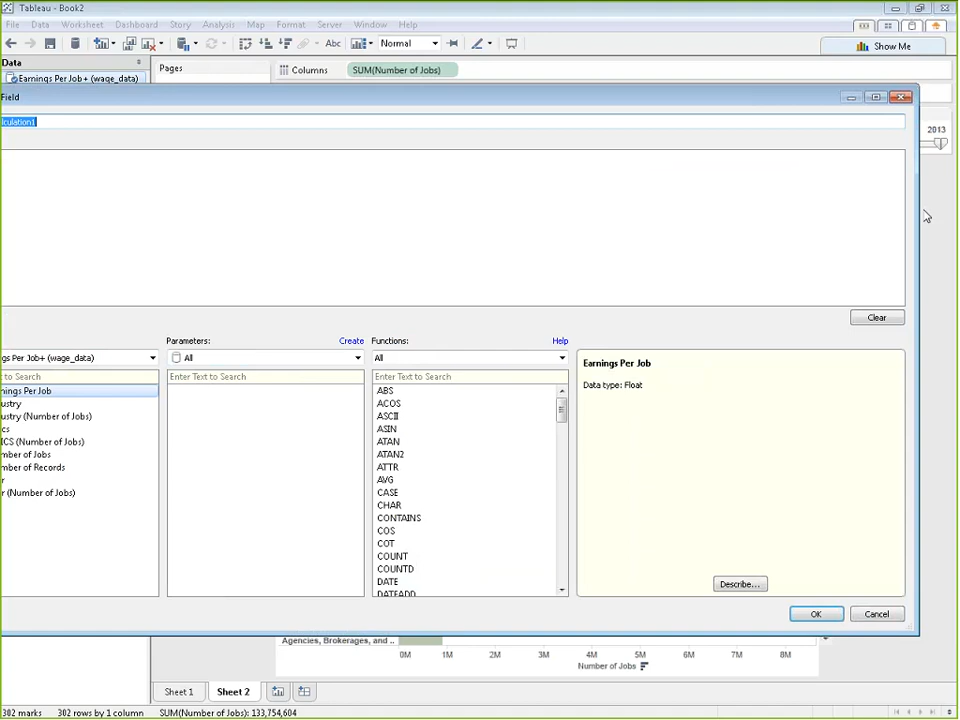 Tableau - Book2
File Data Worksheet Dashboard Story Analysis Map Format Server Window Help
Abc Normal Show Me
Data Pages Columns SUM(Number of Jobs)
Earnings Per Job+ (wage_data)
Field
lculation1
2013
Clear
Parameters: Create Functions: Help
gs Per Job+ (wage_data) All All
to Search Enter Text to Search Enter Text to Search
nings Per Job
ustry
ustry (Number of Jobs)
cs
ICS (Number of Jobs)
mber of Jobs
mber of Records
r
r (Number of Jobs)
ABS
ACOS
ASCII
ASIN
ATAN
ATAN2
ATTR
AVG
CASE
CHAR
CONTAINS
COS
COT
COUNT
COUNTD
DATE
DATEADD
Earnings Per Job
Data type: Float
Describe...
OK Cancel
Agencies, Brokerages, and ..
0M 1M 2M 3M 4M 5M 6M 7M 8M
Number of Jobs
Sheet 1 Sheet 2
302 marks 302 rows by 1 column SUM(Number of Jobs): 133,754,604